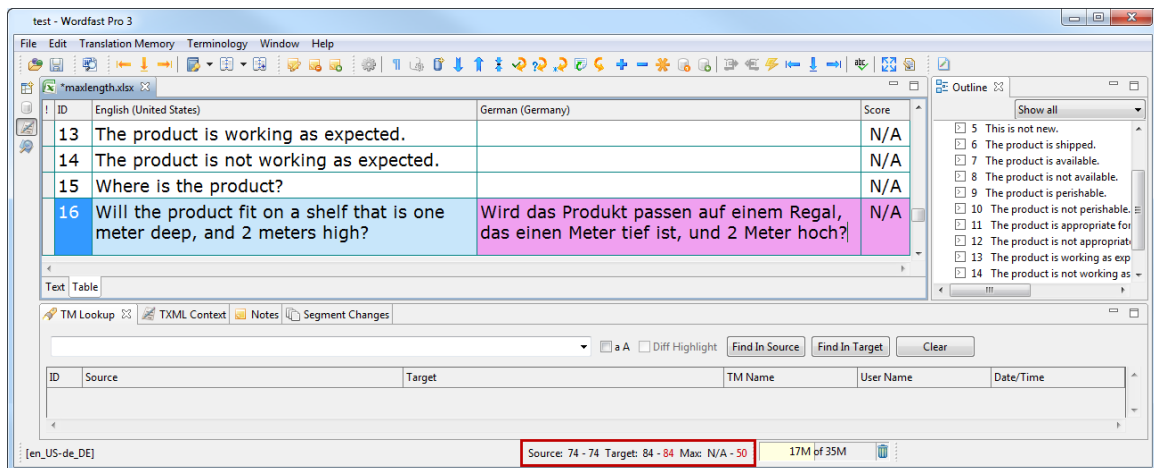 test - Wordfast Pro 3
File Edit Translation Memory Terminology Window Help
*maxlength.xlsx
! ID English (United States) German (Germany) Score
13 The product is working as expected. N/A
14 The product is not working as expected. N/A
15 Where is the product? N/A
16 Will the product fit on a shelf that is one Wird das Produkt passen auf einem Regal, N/A
meter deep, and 2 meters high? das einen Meter tief ist, und 2 Meter hoch?
Text Table
Outline
Show all
5 This is not new.
6 The product is shipped.
7 The product is available.
8 The product is not available.
9 The product is perishable.
10 The product is not perishable.
11 The product is appropriate for
12 The product is not appropriat
13 The product is working as exp
14 The product is not working as
TM Lookup TXML Context Notes Segment Changes
a A Diff Highlight Find In Source Find In Target Clear
ID Source Target TM Name User Name Date/Time
[en_US-de_DE] Source: 74 - 74 Target: 84 - 84 Max: N/A - 50 17M of 35M